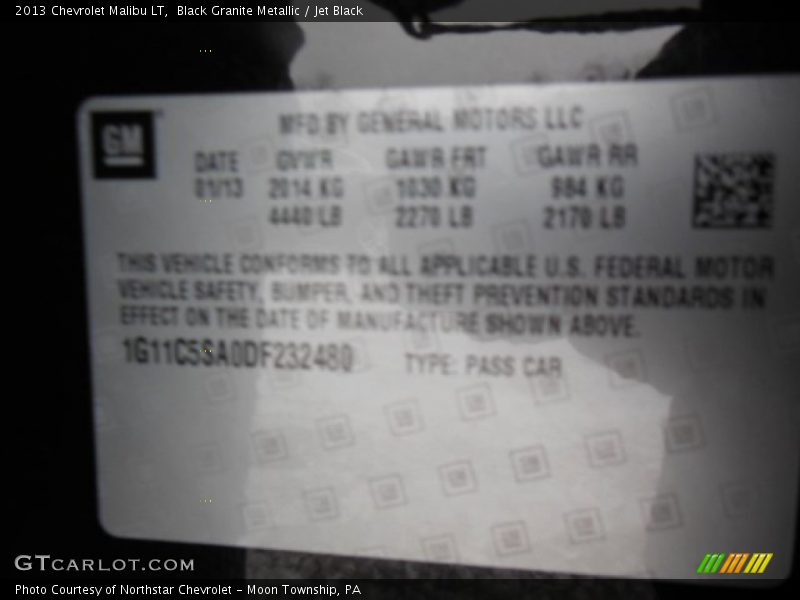 2013 Chevrolet Malibu LT,  Black Granite Metallic / Jet Black
GM
MFD BY GENERAL MOTORS LLC
DATE GVWR GAWR FRT GAWR RR
01/13 2014 KG 1030 KG 984 KG
4440 LB 2270 LB 2170 LB
THIS VEHICLE CONFORMS TO ALL APPLICABLE U.S. FEDERAL MOTOR
VEHICLE SAFETY, BUMPER, AND THEFT PREVENTION STANDARDS IN
EFFECT ON THE DATE OF MANUFACTURE SHOWN ABOVE.
1G11C5SA0DF232480 TYPE: PASS CAR
GTCARLOT.COM
Photo Courtesy of Northstar Chevrolet - Moon Township, PA